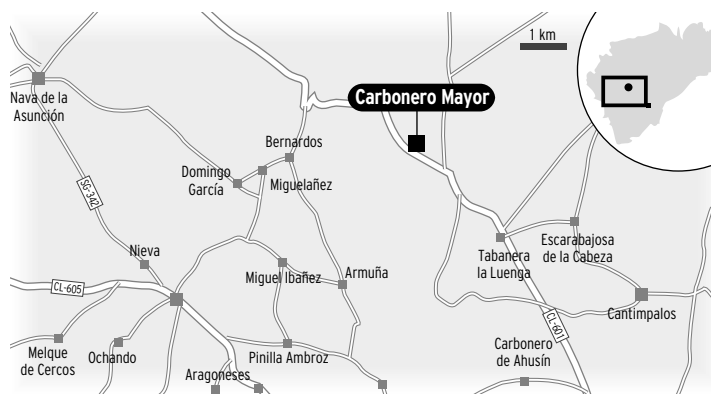 1 km
Carbonero Mayor
Nava de la
Asunción
Bernardos
Domingo
García
Miguelañez
SG-342
Nieva
Miguel Ibañez
Armuña
Tabanera
la Luenga
Escarabajosa
de la Cabeza
CL-605
Cantimpalos
CL-601
Melque
de Cercos
Ochando
Pinilla Ambroz
Carbonero
de Ahusín
Aragoneses